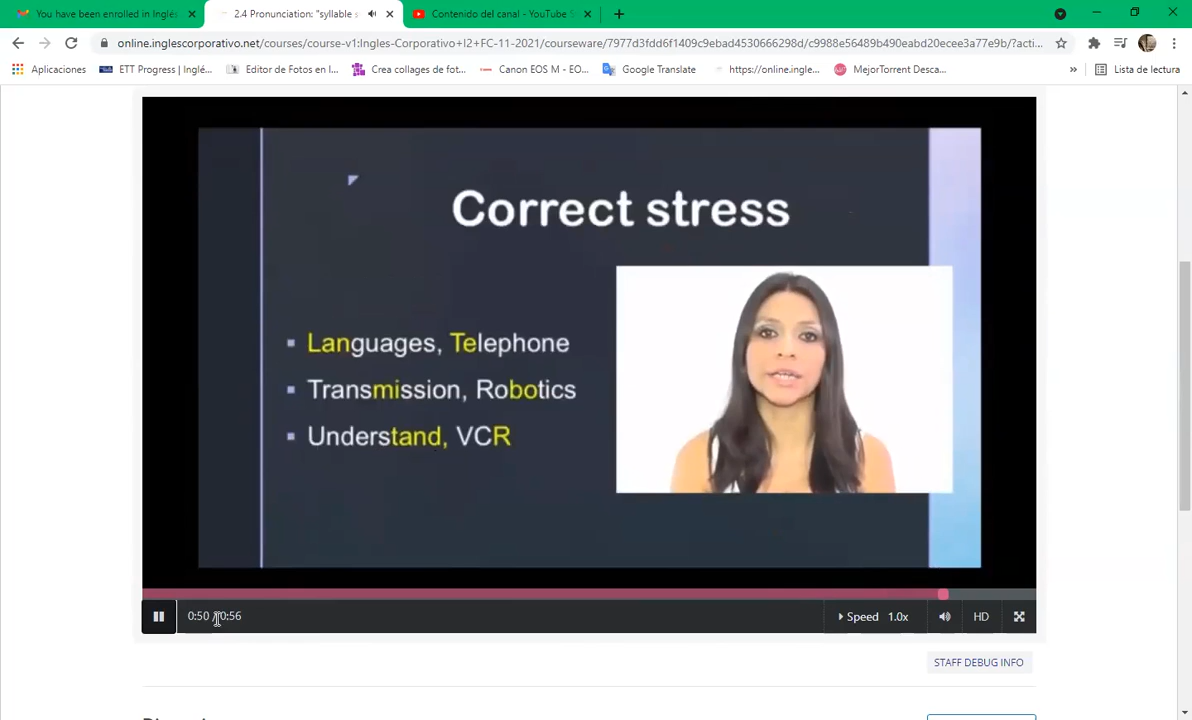 You have been enrolled in Inglés
2.4 Pronunciation: "syllable s
Contenido del canal - YouTube S
online.inglescorporativo.net/courses/course-v1:Ingles-Corporativo+I2+FC-11-2021/courseware/7977d3fdd6f1409c9ebad4530666298d/c9988e56489b490eabd20ecee3a77e9b/?acti...
Aplicaciones
ETT Progress | Inglé...
Editor de Fotos en l...
Crea collages de fot...
Canon EOS M - EO...
Google Translate
https://online.ingle...
MejorTorrent Desca...
»
Lista de lectura
Correct stress
Languages, Telephone
Transmission, Robotics
Understand, VCR
0:50 / 0:56
Speed 1.0x
HD
STAFF DEBUG INFO